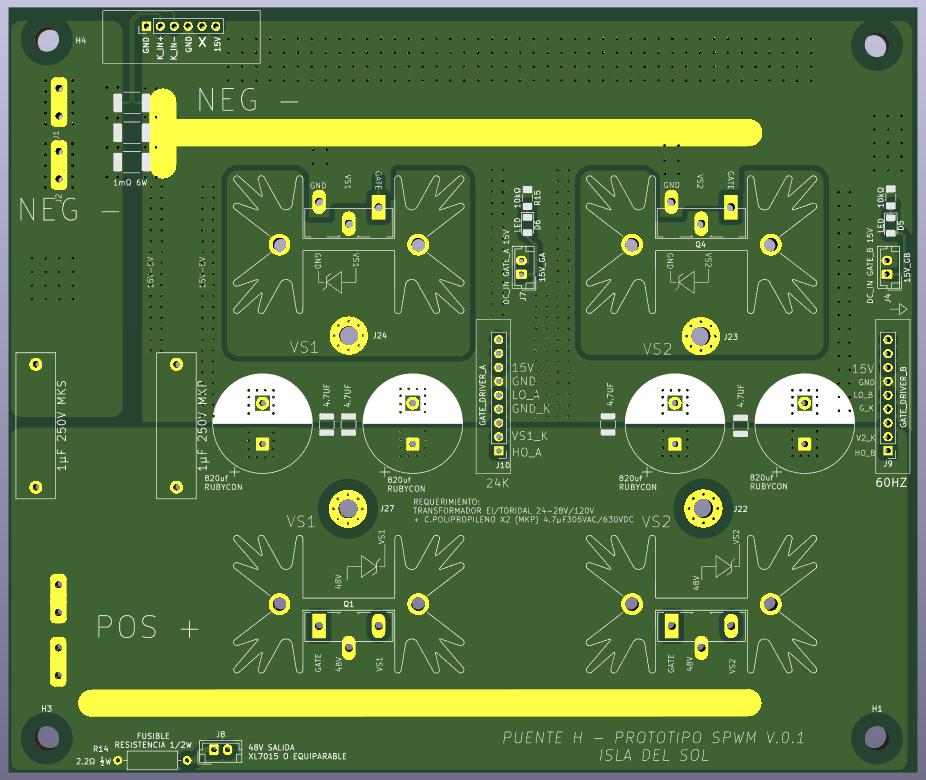 GND
K_IN+
K_IN-
GND
X
15V
H4
J1
J2
NEG -
NEG -
1mΩ 6W
VS1
GND
GATE
VS1
GND
VS1
J24
VS2
GND
GATE
Q4
VS2
GND
VS2
J23
10kΩ
R15
LED
D6
DC_IN GATE_A 15V
15V_GA
J7
10kΩ
LED
D5
DC_IN GATE_B 15V
15V_GB
J4
1µF 250V MKS
1µF 250V MKP
4.7UF
4.7UF
820uf
RUBYCON
820uf
RUBYCON
GATE_DRIVER_A
15V
GND
LO_A
GND_K
VS1_K
HO_A
J10
24K
4.7UF
4.7UF
820uf
RUBYCON
820uf
RUBYCON
GATE_DRIVER_B
15V
GND
LO_B
G_K
V2_K
HO_B
J9
60HZ
VS1
J27
REQUERIMIENTO:
TRANSFORMADOR EI/TORIDAL 24-28V/120V
+ C.POLIPROPILENO X2 (MKP) 4.7µF305VAC/630VDC
VS2
J22
48V
VS1
Q1
GATE
48V
VS1
48V
VS2
GATE
48V
VS2
POS +
H3
H1
R14
2.2Ω ½W
FUSIBLE
RESISTENCIA 1/2W
J8
48V SALIDA
XL7015 O EQUIPARABLE
PUENTE H - PROTOTIPO SPWM V.0.1
ISLA DEL SOL